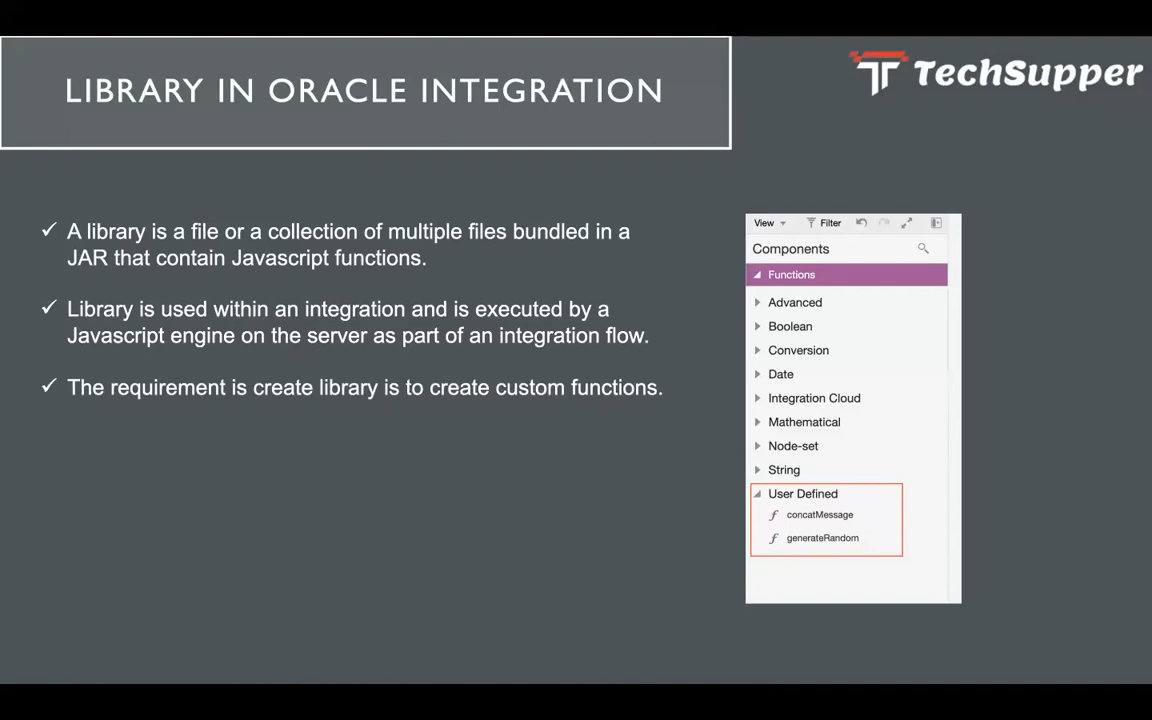 LIBRARY IN ORACLE INTEGRATION
TechSupper
✓ A library is a file or a collection of multiple files bundled in a
JAR that contain Javascript functions.
✓ Library is used within an integration and is executed by a
Javascript engine on the server as part of an integration flow.
✓ The requirement is create library is to create custom functions.
View Filter
Components
Functions
Advanced
Boolean
Conversion
Date
Integration Cloud
Mathematical
Node-set
String
User Defined
f concatMessage
f generateRandom